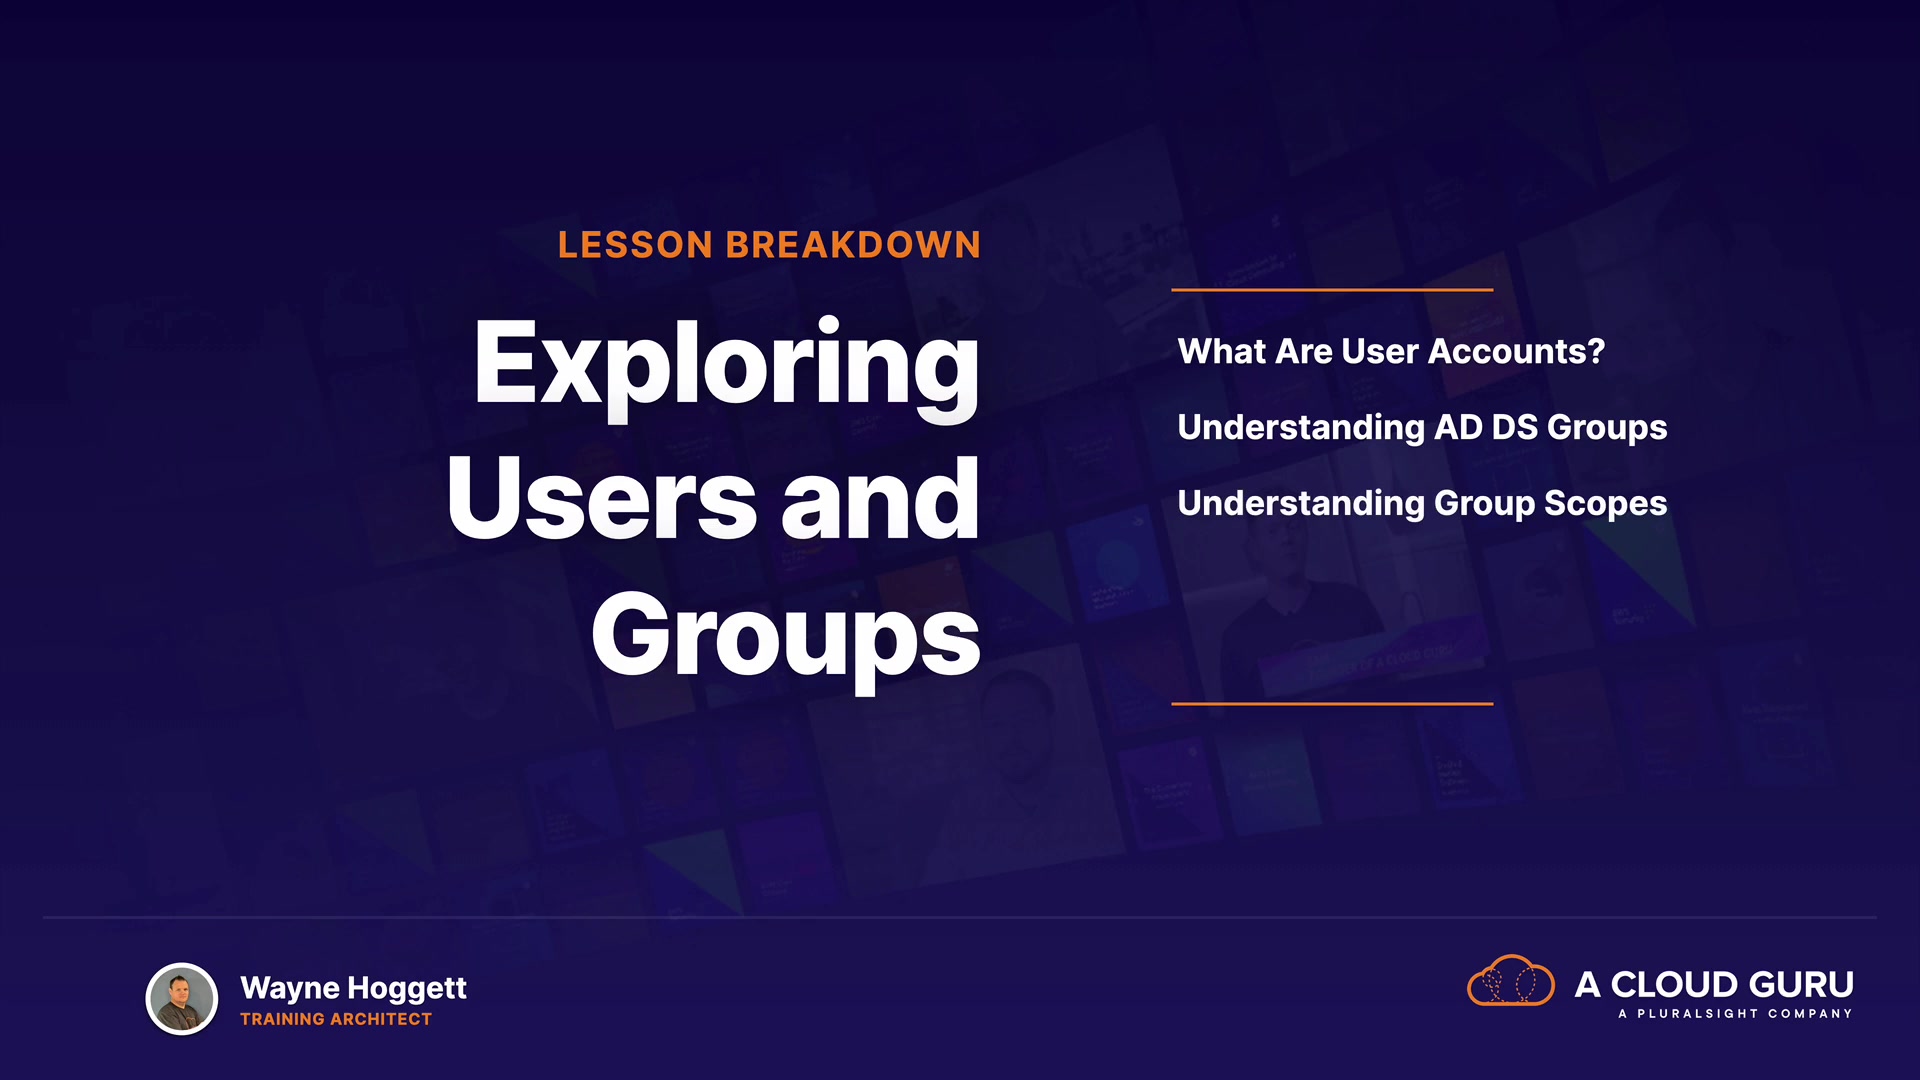 LESSON BREAKDOWN
Exploring
Users and
Groups
What Are User Accounts?
Understanding AD DS Groups
Understanding Group Scopes
Wayne Hoggett
TRAINING ARCHITECT
A CLOUD GURU
A PLURALSIGHT COMPANY